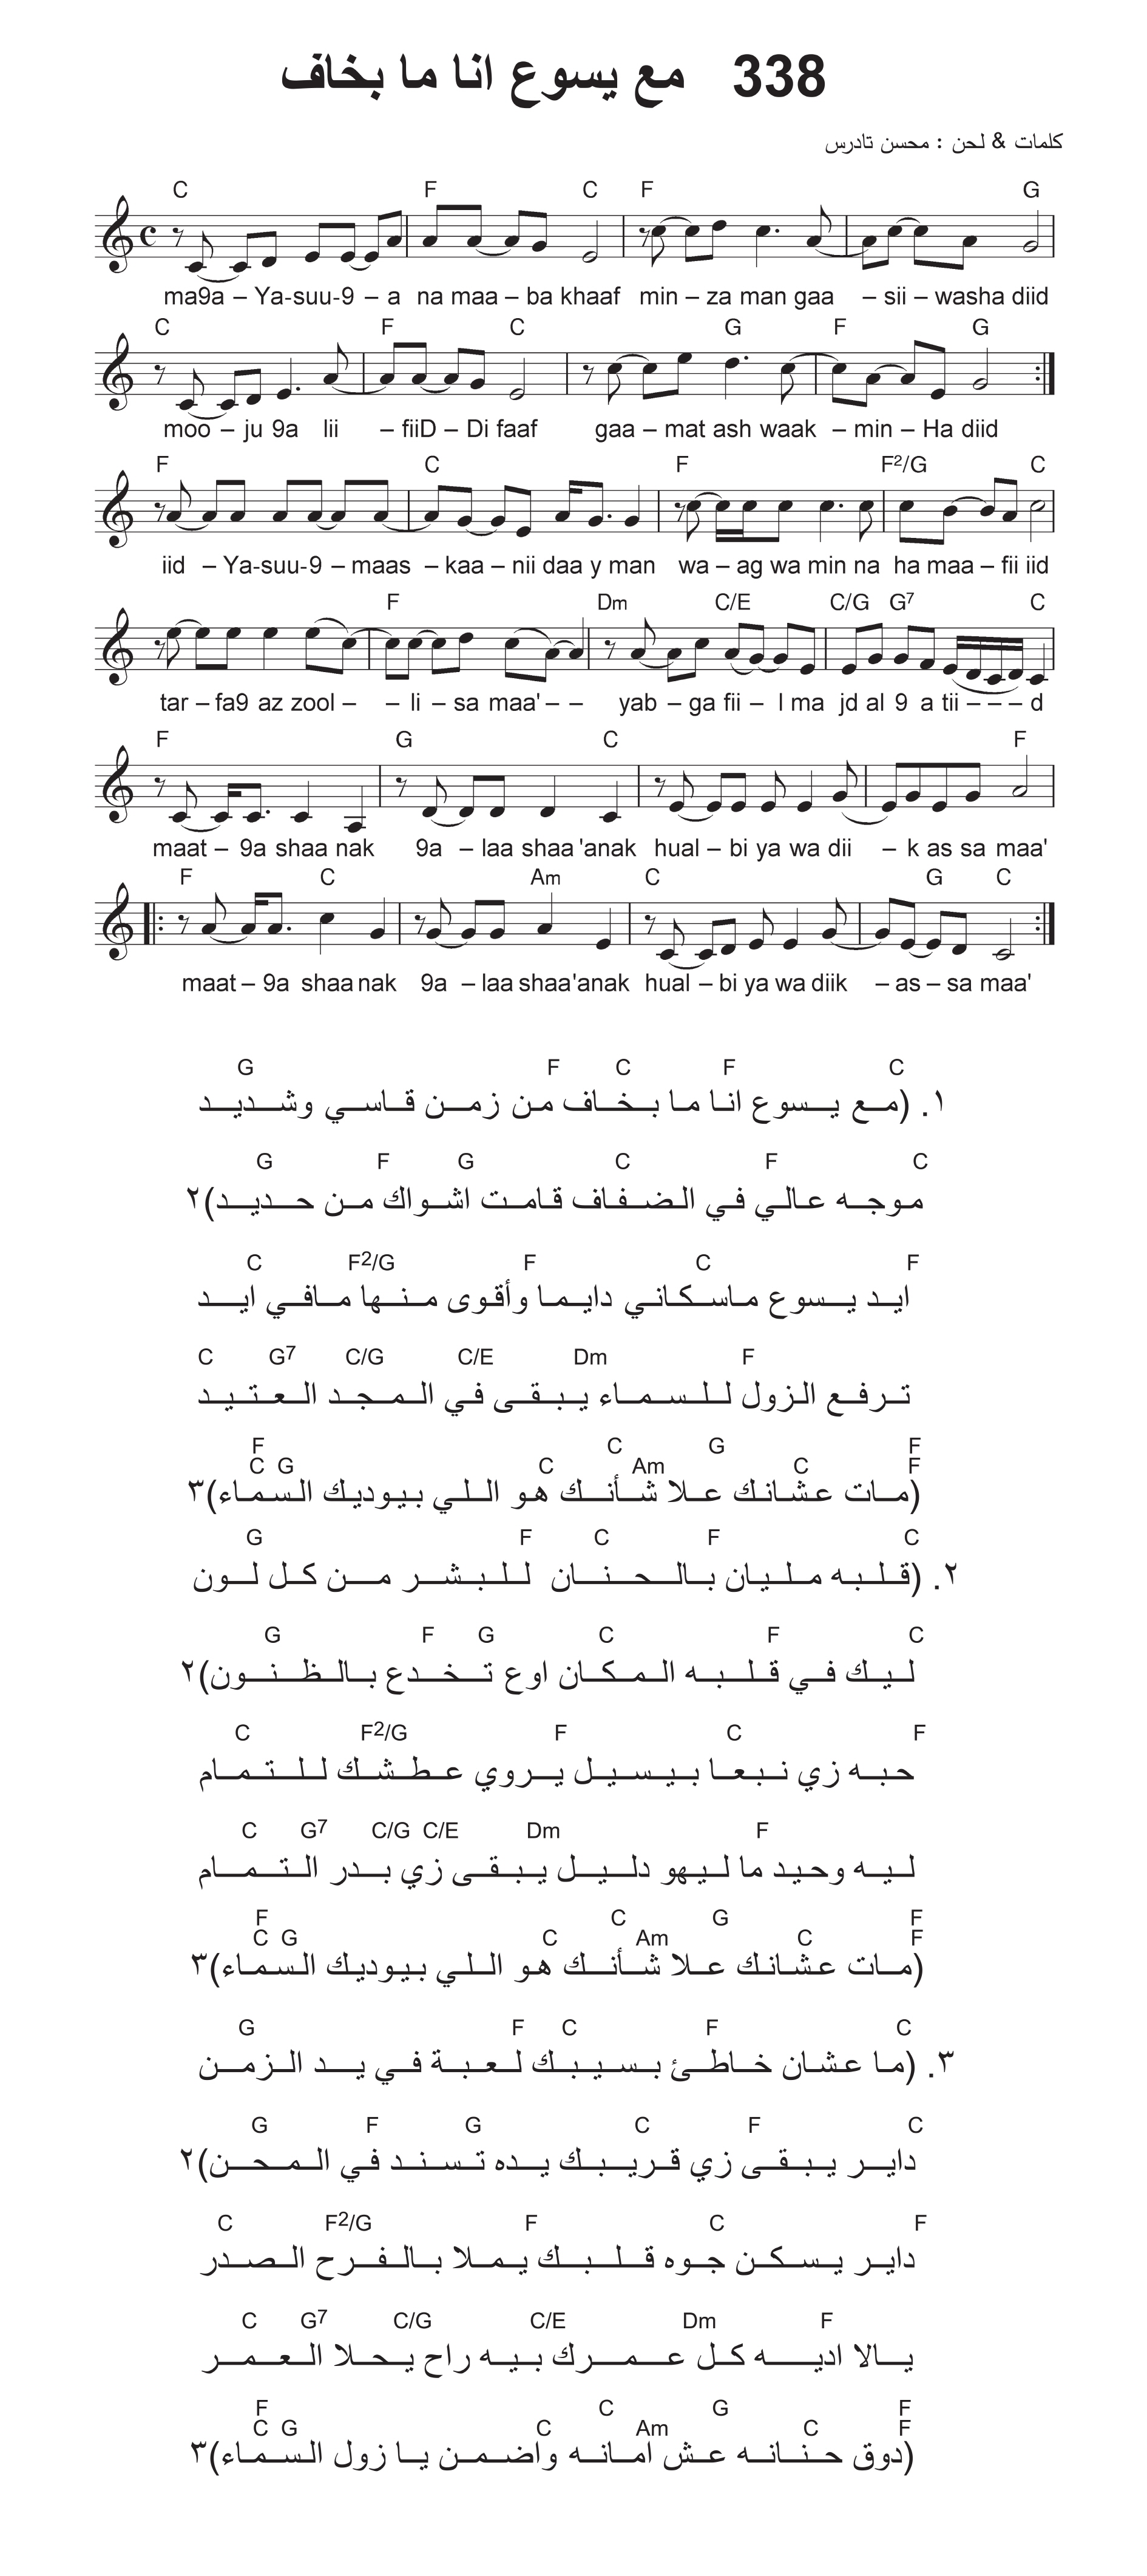 338 مع يسوع انا ما بخاف
كلمات & لحن : محسن تادرس
C F C F G
ma9a – Ya-suu-9 – a na maa – ba khaaf min – za man gaa – sii – washa diid
C F C G F G
moo – ju 9a lii – fiiD – Di faaf gaa – mat ash waak – min – Ha diid
F C F F2/G C
iid – Ya-suu-9 – maas – kaa – nii daa y man wa – ag wa min na ha maa – fii iid
F Dm C/E C/G G7 C
tar – fa9 az zool – – li – sa maa' – – yab – ga fii – l ma jd al 9 a tii – – – d
F G C F
maat – 9a shaa nak 9a – laa shaa 'anak hual – bi ya wa dii – k as sa maa'
F C Am C G C
maat – 9a shaa nak 9a – laa shaa'anak hual – bi ya wa diik – as – sa maa'
G F C F C
١. (مع يسوع انا ما بخاف من زمن قاسي وشديد
G F G C F C
موجه عالي في الضفاف قامت اشواك من حديد)٢
C F2/G F C F
ايد يسوع ماسكاني دايما وأقوى منها مافي ايد
C G7 C/G C/E Dm F
ترفع الزول للسماء يبقى في المجد العتيد
F C G F
C G C Am C F
(مات عشانك علا شأنك هو اللي بيوديك السماء)٣
G F C F C
٢. (قلبه مليان بالحنان للبشر من كل لون
G F G C F C
ليك في قلبه المكان اوع تخدع بالظنون)٢
C F2/G F C F
حبه زي نبعا بيسيل يروي عطشك للتمام
C G7 C/G C/E Dm F
ليه وحيد ما ليهو دليل يبقى زي بدر التمام
F C G F
C G C Am C F
(مات عشانك علا شأنك هو اللي بيوديك السماء)٣
G F C F C
٣. (ما عشان خاطئ بسيبك لعبة في يد الزمن
G F G C F C
داير يبقى زي قريبك يده تسند في المحن)٢
C F2/G F C F
داير يسكن جوه قلبك يملا بالفرح الصدر
C G7 C/G C/E Dm F
يالا اديه كل عمرك بيه راح يحلا العمر
F C G F
C G C Am C F
(دوق حنانه عش امانه واضمن يا زول السماء)٣